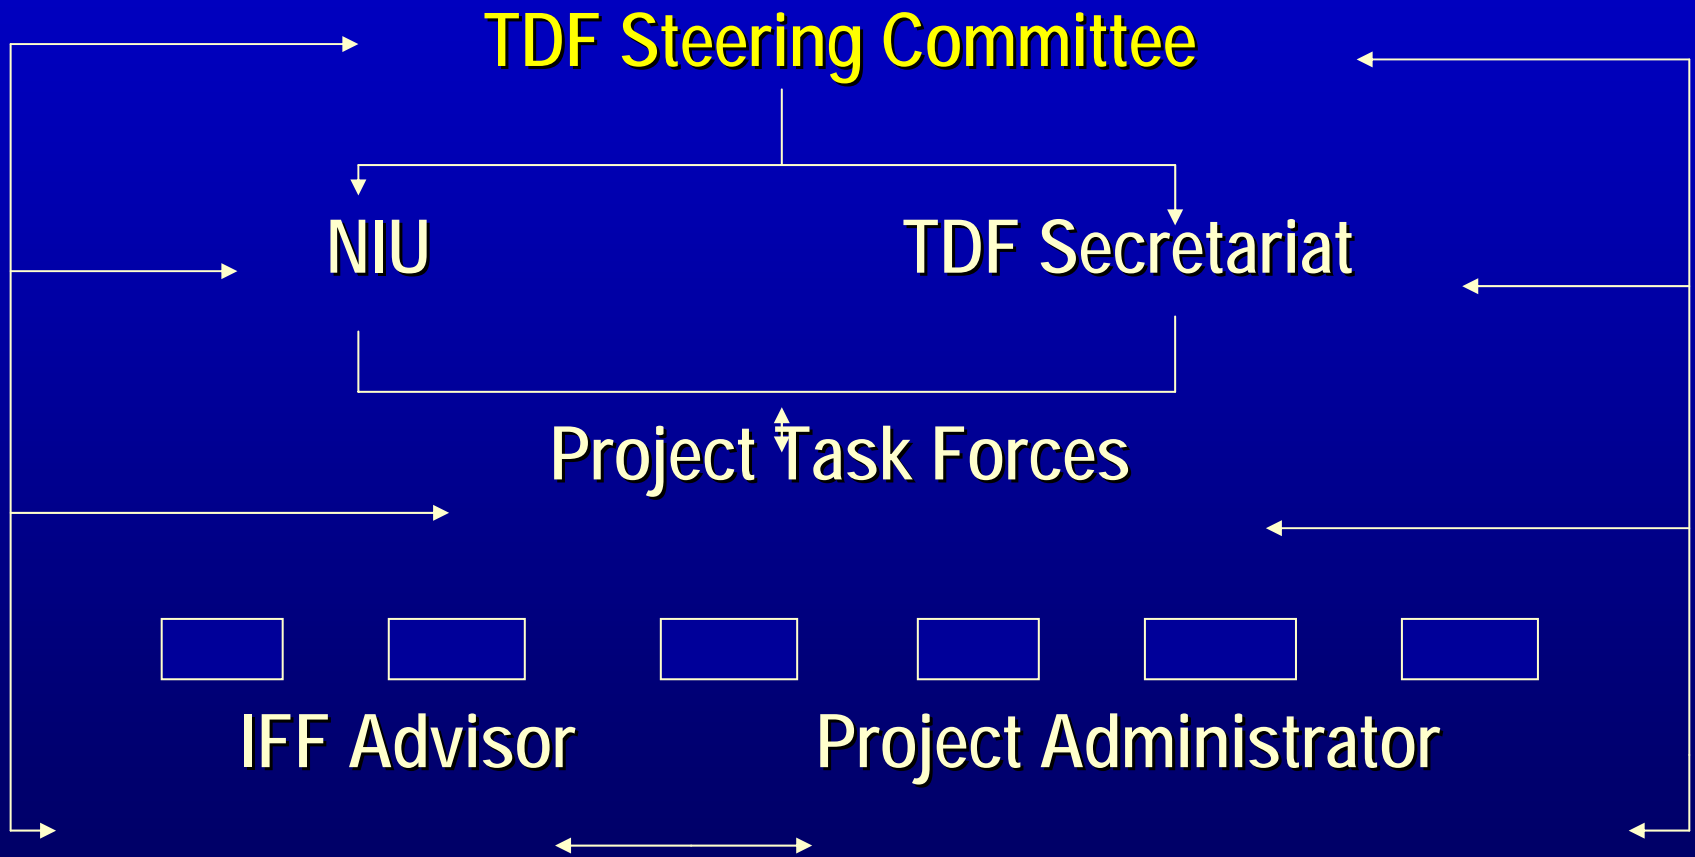 TDF Steering Committee
NIU TDF Secretariat
Project Task Forces
IFF Advisor Project Administrator